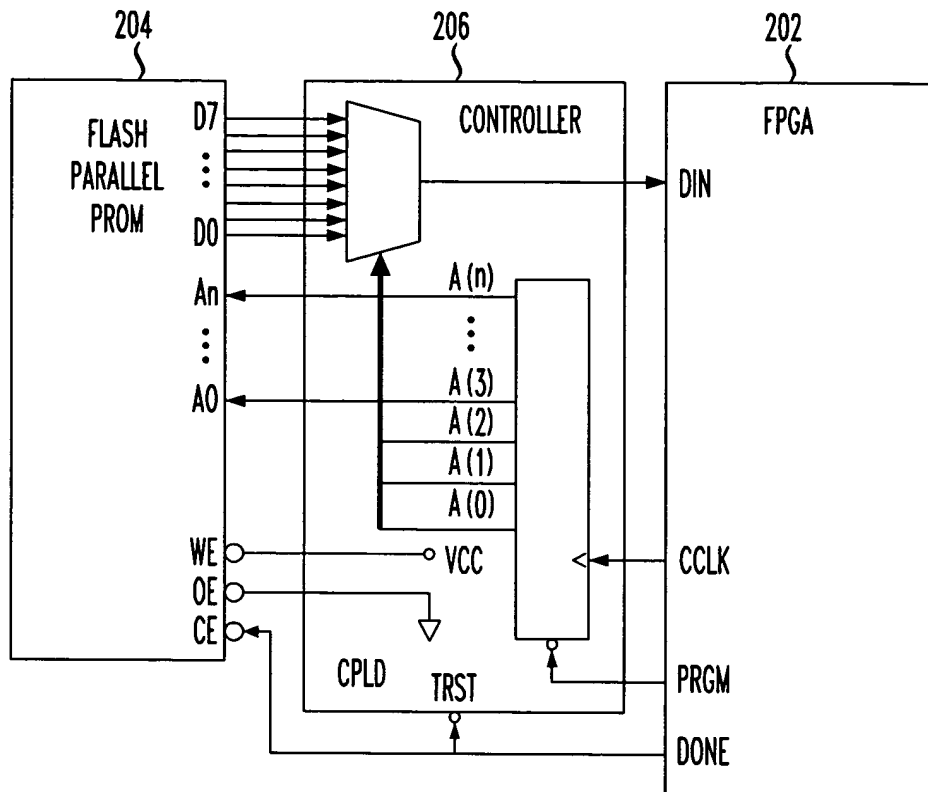 204
206
202
FLASH
PARALLEL
PROM
D7
D0
An
A0
WE
OE
CE
CONTROLLER
A(n)
A(3)
A(2)
A(1)
A(0)
VCC
CPLD
TRST
FPGA
DIN
CCLK
PRGM
DONE